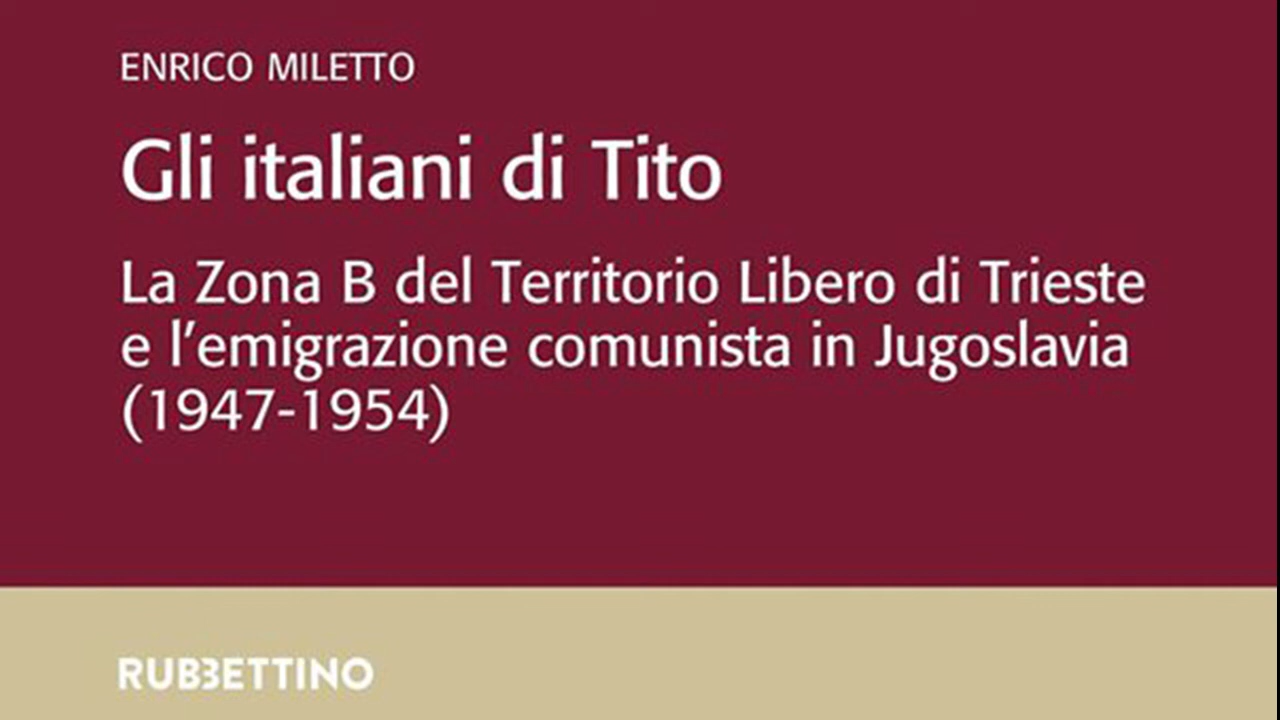 ENRICO MILETTO
Gli italiani di Tito
La Zona B del Territorio Libero di Trieste
e l’emigrazione comunista in Jugoslavia
(1947-1954)
RUBBETTINO